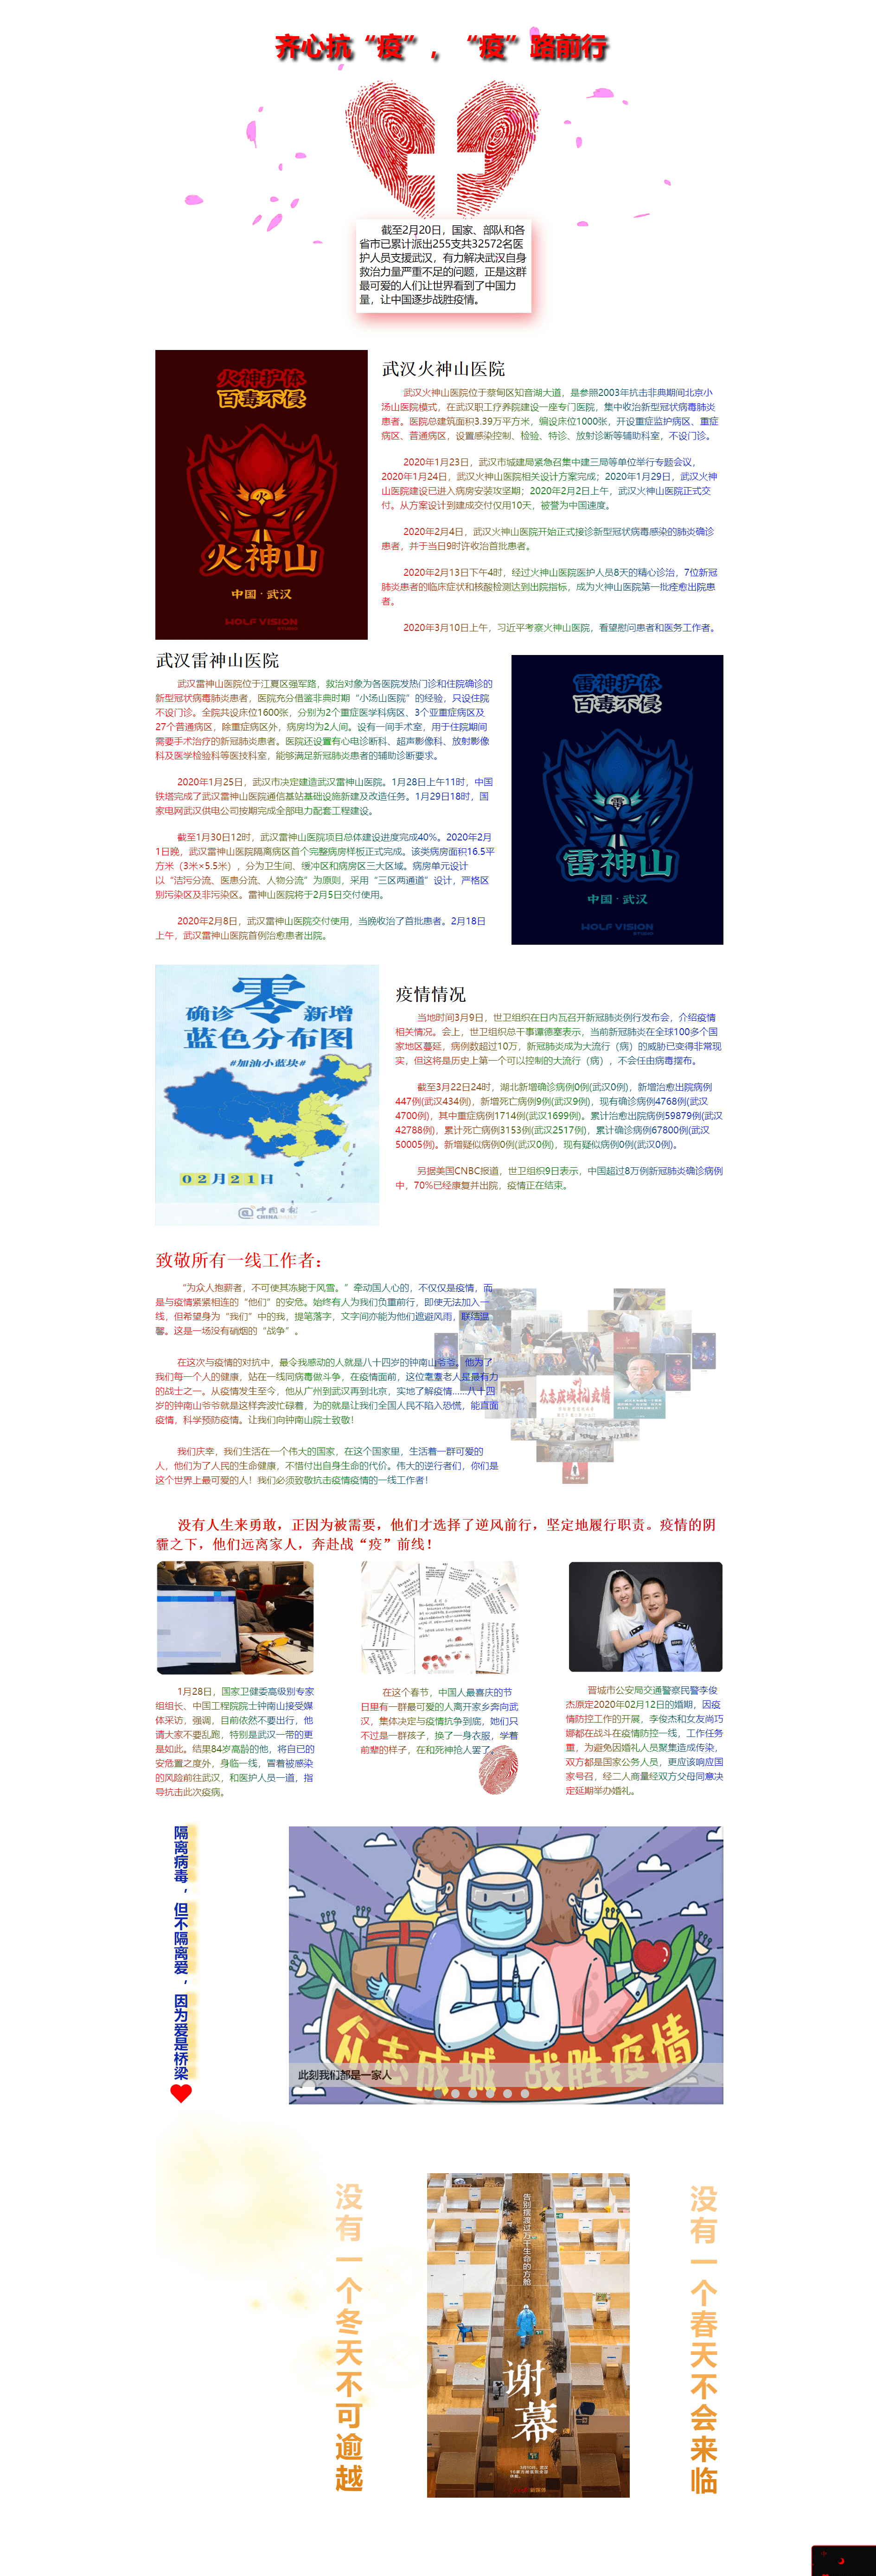 齐心抗“疫”，“疫”路前行
截至2月20日，国家、部队和各
省市已累计派出255支共32572名医
护人员支援武汉，有力解决武汉自身
救治力量严重不足的问题，正是这群
最可爱的人们让世界看到了中国力
量，让中国逐步战胜疫情。
火神护体
百毒不侵
火
火神山
中国·武汉
WOLF VISION
武汉火神山医院
武汉火神山医院位于蔡甸区知音湖大道，是参照2003年抗击非典期间北京小
汤山医院模式，在武汉职工疗养院建设一座专门医院，集中收治新型冠状病毒肺炎
患者。医院总建筑面积3.39万平方米，编设床位1000张，开设重症监护病区、重症
病区、普通病区，设置感染控制、检验、特诊、放射诊断等辅助科室，不设门诊。
2020年1月23日，武汉市城建局紧急召集中建三局等单位举行专题会议，
2020年1月24日，武汉火神山医院相关设计方案完成；2020年1月29日，武汉火神
山医院建设已进入病房安装攻坚期；2020年2月2日上午，武汉火神山医院正式交
付。从方案设计到建成交付仅用10天，被誉为中国速度。
2020年2月4日，武汉火神山医院开始正式接诊新型冠状病毒感染的肺炎确诊
患者，并于当日9时许收治首批患者。
2020年2月13日下午4时，经过火神山医院医护人员8天的精心诊治，7位新冠
肺炎患者的临床症状和核酸检测达到出院指标，成为火神山医院第一批痊愈出院患
者。
2020年3月10日上午，习近平考察火神山医院，看望慰问患者和医务工作者。
武汉雷神山医院
武汉雷神山医院位于江夏区强军路，救治对象为各医院发热门诊和住院确诊的
新型冠状病毒肺炎患者，医院充分借鉴非典时期“小汤山医院”的经验，只设住院
不设门诊。全院共设床位1600张，分别为2个重症医学科病区、3个亚重症病区及
27个普通病区，除重症病区外，病房均为2人间。设有一间手术室，用于住院期间
需要手术治疗的新冠肺炎患者。医院还设置有心电诊断科、超声影像科、放射影像
科及医学检验科等医技科室，能够满足新冠肺炎患者的辅助诊断要求。
2020年1月25日，武汉市决定建造武汉雷神山医院。1月28日上午11时，中国
铁塔完成了武汉雷神山医院通信基站基础设施新建及改造任务。1月29日18时，国
家电网武汉供电公司按期完成全部电力配套工程建设。
截至1月30日12时，武汉雷神山医院项目总体建设进度完成40%。2020年2月
1日晚，武汉雷神山医院隔离病区首个完整病房样板正式完成。该类病房面积16.5平
方米（3米×5.5米），分为卫生间、缓冲区和病房区三大区域。病房单元设计
以“洁污分流、医患分流、人物分流”为原则，采用“三区两通道”设计，严格区
别污染区及非污染区。雷神山医院将于2月5日交付使用。
2020年2月8日，武汉雷神山医院交付使用，当晚收治了首批患者。2月18日
上午，武汉雷神山医院首例治愈患者出院。
雷神护体
百毒不侵
雷
雷神山
中国·武汉
WOLF VISION
确诊零新增
蓝色分布图
#加油小蓝块#
02月21日
@中国日报
CHINA DAILY
疫情情况
当地时间3月9日，世卫组织在日内瓦召开新冠肺炎例行发布会，介绍疫情
相关情况。会上，世卫组织总干事谭德塞表示，当前新冠肺炎在全球100多个国
家地区蔓延，病例数超过10万，新冠肺炎成为大流行（病）的威胁已变得非常现
实，但这将是历史上第一个可以控制的大流行（病），不会任由病毒摆布。
截至3月22日24时，湖北新增确诊病例0例(武汉0例)，新增治愈出院病例
447例(武汉434例)，新增死亡病例9例(武汉9例)，现有确诊病例4768例(武汉
4700例)，其中重症病例1714例(武汉1699例)。累计治愈出院病例59879例(武汉
42788例)，累计死亡病例3153例(武汉2517例)，累计确诊病例67800例(武汉
50005例)。新增疑似病例0例(武汉0例)，现有疑似病例0例(武汉0例)。
另据美国CNBC报道，世卫组织9日表示，中国超过8万例新冠肺炎确诊病例
中，70%已经康复并出院，疫情正在结束。
致敬所有一线工作者：
“为众人抱薪者，不可使其冻毙于风雪。”牵动国人心的，不仅仅是疫情，而
是与疫情紧紧相连的“他们”的安危。始终有人为我们负重前行，即使无法加入一
线，但希望身为“我们”中的我，提笔落字，文字间亦能为他们遮避风雨，联结温
馨。这是一场没有硝烟的“战争”。
在这次与疫情的对抗中，最令我感动的人就是八十四岁的钟南山爷爷。他为了
我们每一个人的健康，站在一线同病毒做斗争，在疫情面前，这位耄耋老人是最有力
的战士之一。从疫情发生至今，他从广州到武汉再到北京，实地了解疫情……八十四
岁的钟南山爷爷就是这样奔波忙碌着，为的就是让我们全国人民不陷入恐慌，能直面
疫情，科学预防疫情。让我们向钟南山院士致敬！
我们庆幸，我们生活在一个伟大的国家，在这个国家里，生活着一群可爱的
人，他们为了人民的生命健康，不惜付出自身生命的代价。伟大的逆行者们，你们是
这个世界上最可爱的人！我们必须致敬抗击疫情疫情的一线工作者！
众志成城抗疫情
没有人生来勇敢，正因为被需要，他们才选择了逆风前行，坚定地履行职责。疫情的阴
霾之下，他们远离家人，奔赴战“疫”前线！
1月28日，国家卫健委高级别专家
组组长、中国工程院院士钟南山接受媒
体采访，强调，目前依然不要出行，他
请大家不要乱跑，特别是武汉一带的更
是如此。结果84岁高龄的他，将自已的
安危置之度外，身临一线，冒着被感染
的风险前往武汉，和医护人员一道，指
导抗击此次疫病。
在这个春节，中国人最喜庆的节
日里有一群最可爱的人离开家乡奔向武
汉，集体决定与疫情抗争到底，她们只
不过是一群孩子，换了一身衣服，学着
前辈的样子，在和死神抢人罢了。
晋城市公安局交通警察民警李俊
杰原定2020年02月12日的婚期，因疫
情防控工作的开展，李俊杰和女友尚巧
娜都在战斗在疫情防控一线，工作任务
重，为避免因婚礼人员聚集造成传染，
双方都是国家公务人员，更应该响应国
家号召，经二人商量经双方父母同意决
定延期举办婚礼。
隔离病毒，但不隔离爱，因为爱是桥梁
众志成城 战胜疫情
此刻我们都是一家人
没有一个冬天不可逾越
告别摆渡过万千生命的方舱
谢幕
没有一个春天不会来临